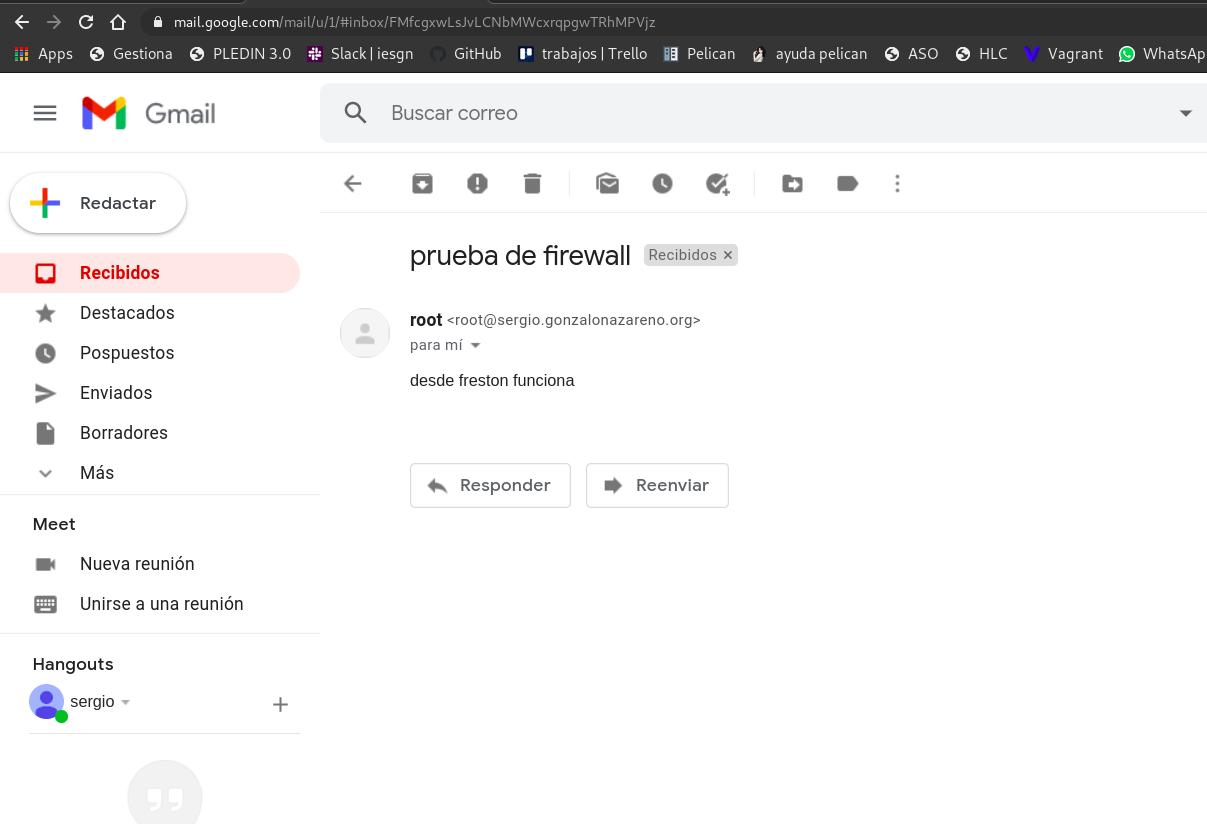 mail.google.com/mail/u/1/#inbox/FMfcgxwLsJvLCNbMWcxrqpgwTRhMPVjz
Apps Gestiona PLEDIN 3.0 Slack | iesgn GitHub trabajos | Trello Pelican ayuda pelican ASO HLC Vagrant WhatsAp
Gmail
Buscar correo
Redactar
Recibidos
Destacados
Pospuestos
Enviados
Borradores
Más
Meet
Nueva reunión
Unirse a una reunión
Hangouts
sergio
prueba de firewall Recibidos ×
root <root@sergio.gonzalonazareno.org>
para mí
desde freston funciona
Responder Reenviar